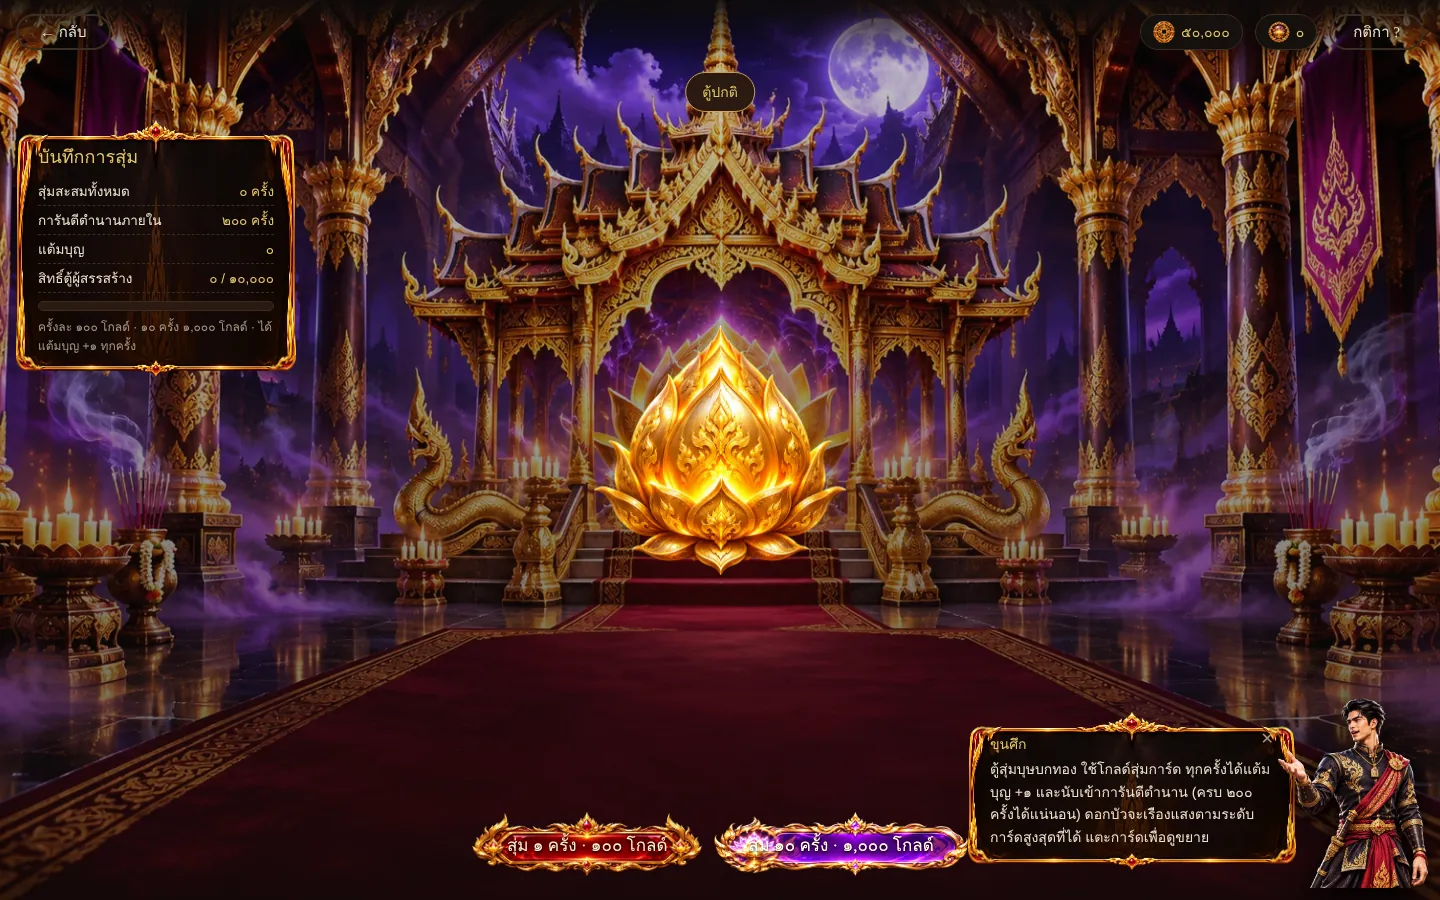 ← กลับ
๕๐,๐๐๐
๐
กติกา ?
ตู้ปกติ
บันทึกการสุ่ม
สุ่มสะสมทั้งหมด ๐ ครั้ง
การันตีตำนานภายใน ๒๐๐ ครั้ง
แต้มบุญ ๐
สิทธิ์ตู้ผู้สรรสร้าง ๐ / ๑๐,๐๐๐
ครั้งละ ๑๐๐ โกลด์ · ๑๐ ครั้ง ๑,๐๐๐ โกลด์ · ได้
แต้มบุญ +๑ ทุกครั้ง
ขุนศึก ×
ตู้สุ่มบุษบกทอง ใช้โกลด์สุ่มการ์ด ทุกครั้งได้แต้ม
บุญ +๑ และนับเข้าการันตีตำนาน (ครบ ๒๐๐
ครั้งได้แน่นอน) ดอกบัวจะเรืองแสงตามระดับ
การ์ดสูงสุดที่ได้ แตะการ์ดเพื่อดูขยาย
สุ่ม ๑ ครั้ง · ๑๐๐ โกลด์
สุ่ม ๑๐ ครั้ง · ๑,๐๐๐ โกลด์